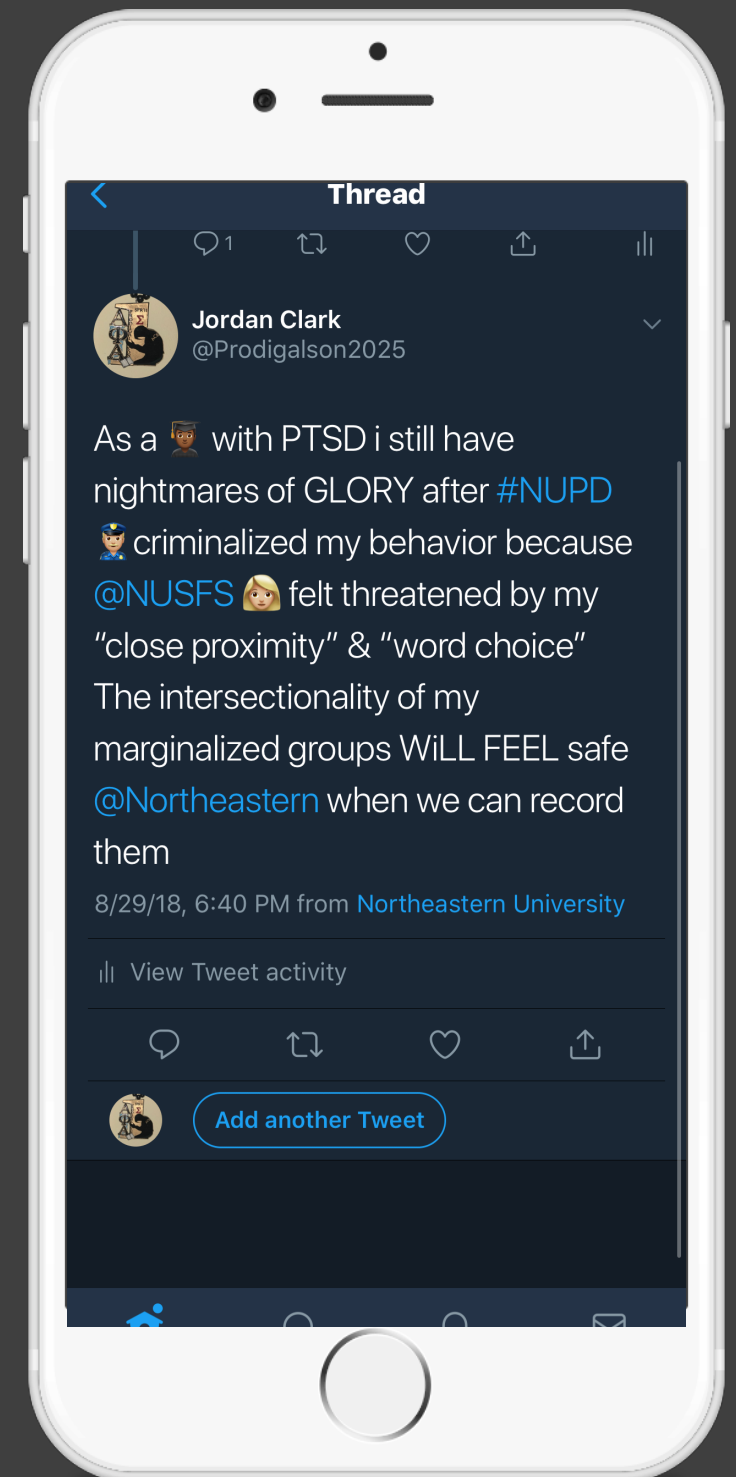 Thread
1
Jordan Clark
@Prodigalson2025
As a 👨🏾‍🎓 with PTSD i still have
nightmares of GLORY after #NUPD
👮🏼criminalized my behavior because
@NUSFS 👩🏼 felt threatened by my
“close proximity” & “word choice”
The intersectionality of my
marginalized groups WiLL FEEL safe
@Northeastern when we can record
them
8/29/18, 6:40 PM from Northeastern University
View Tweet activity
Add another Tweet